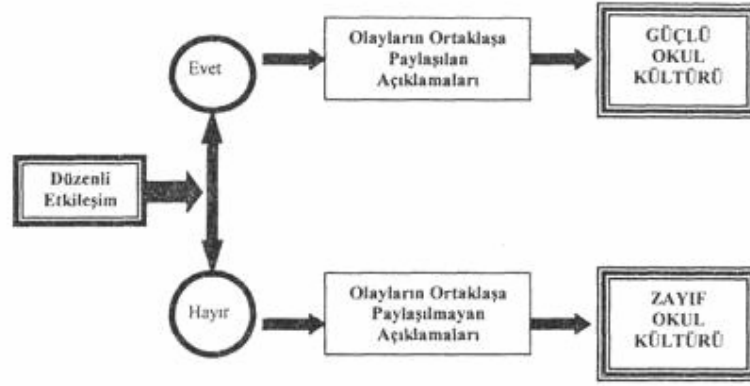 Evet
Olayların Ortaklaşa
Paylaşılan
Açıklamaları
GÜÇLÜ
OKUL
KÜLTÜRÜ
Düzenli
Etkileşim
Hayır
Olayların Ortaklaşa
Paylaşılmayan
Açıklamaları
ZAYIF
OKUL
KÜLTÜRÜ